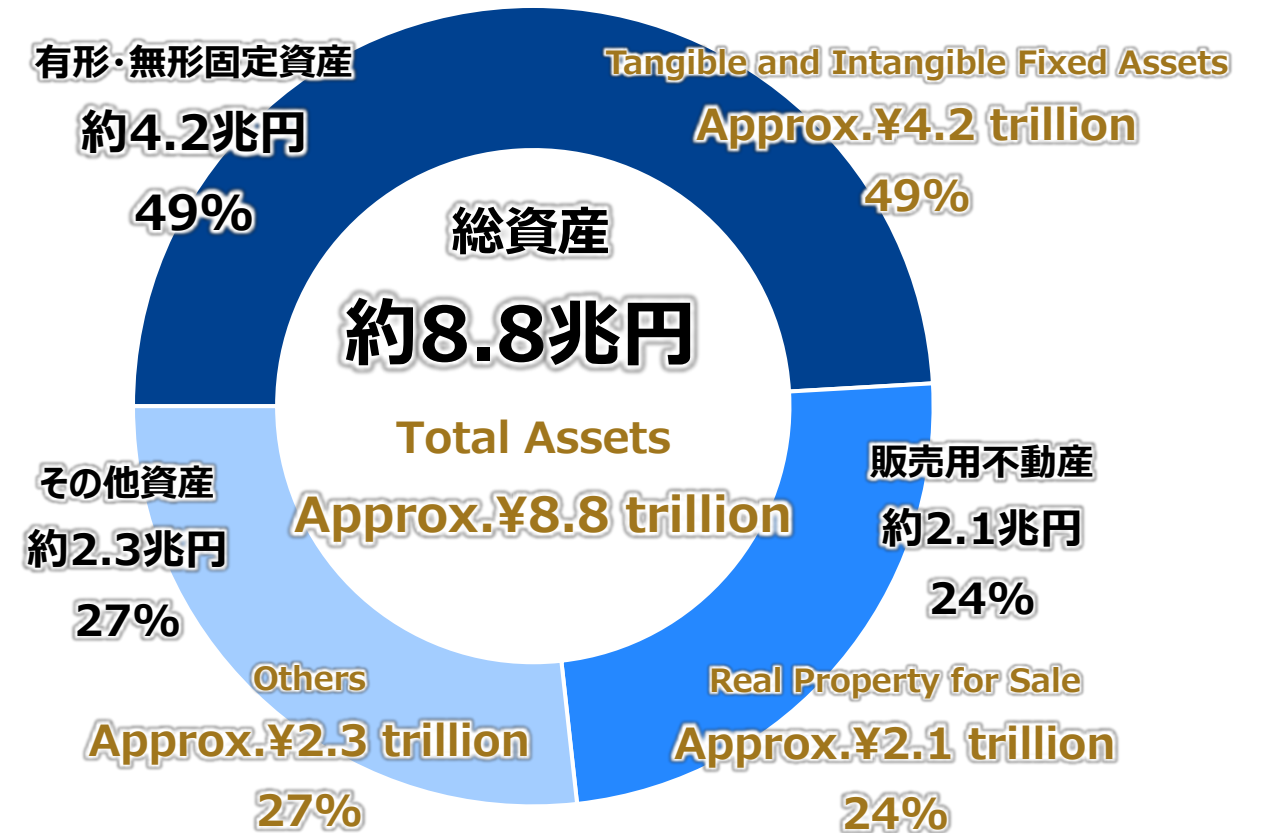 有形・無形固定資産
約4.2兆円
49%
Tangible and Intangible Fixed Assets
Approx.¥4.2 trillion
49%
総資産
約8.8兆円
Total Assets
Approx.¥8.8 trillion
その他資産
約2.3兆円
27%
Others
Approx.¥2.3 trillion
27%
販売用不動産
約2.1兆円
24%
Real Property for Sale
Approx.¥2.1 trillion
24%